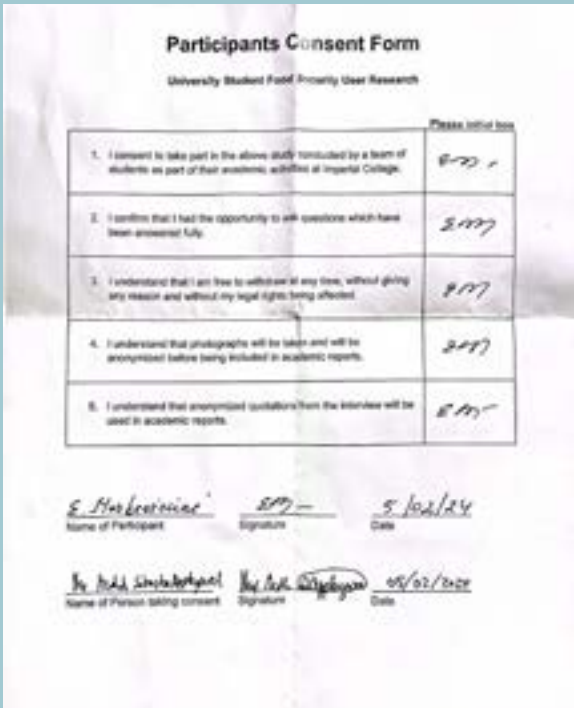 Participants Consent Form
University Student Food Poverty User Research
Please initial box
1. I consent to take part in the above study conducted by a team of
students as part of their academic activities at Imperial College.
EM
2. I confirm that I had the opportunity to ask questions which have
been answered fully.
EM
3. I understand that I am free to withdraw at any time, without giving
any reason and without my legal rights being affected.
EM
4. I understand that photographs will be taken and will be
anonymized before being included in academic reports.
EM
5. I understand that anonymized quotations from the interview will be
used in academic reports.
EM
E EM 5/02/24
Name of Participant Signature Date
05/02/2024
Name of Person taking consent Signature Date